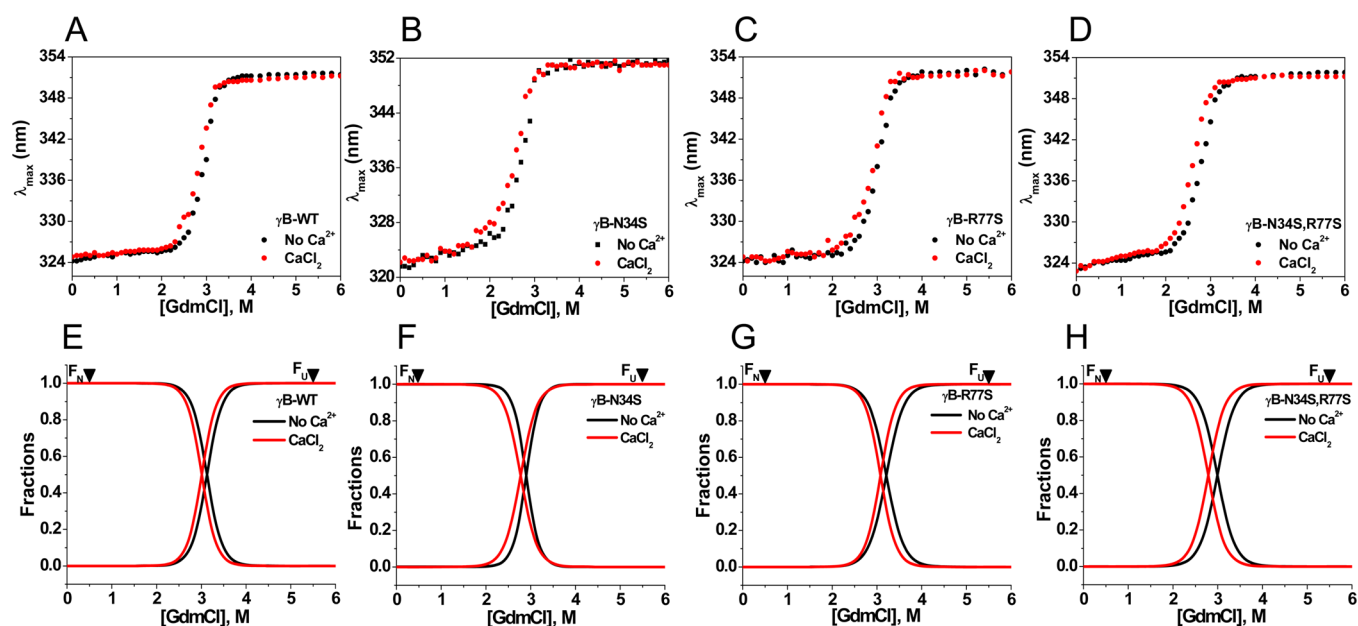 A
354
348
342
336
330
324
λmax (nm)
γB-WT
No Ca2+
CaCl2
0 1 2 3 4 5 6
[GdmCl], M
B
352
344
336
328
320
λmax (nm)
γB-N34S
No Ca2+
CaCl2
0 1 2 3 4 5 6
[GdmCl], M
C
354
348
342
336
330
324
λmax (nm)
γB-R77S
No Ca2+
CaCl2
0 1 2 3 4 5 6
[GdmCl], M
D
354
348
342
336
330
324
λmax (nm)
γB-N34S,R77S
No Ca2+
CaCl2
0 1 2 3 4 5 6
[GdmCl], M
E
FN FU
1.0
0.8
0.6
0.4
0.2
0.0
Fractions
γB-WT
No Ca2+
CaCl2
0 1 2 3 4 5 6
[GdmCl], M
F
FN FU
1.0
0.8
0.6
0.4
0.2
0.0
Fractions
γB-N34S
No Ca2+
CaCl2
0 1 2 3 4 5 6
[GdmCl], M
G
FN FU
1.0
0.8
0.6
0.4
0.2
0.0
Fractions
γB-R77S
No Ca2+
CaCl2
0 1 2 3 4 5 6
[GdmCl], M
H
FN FU
1.0
0.8
0.6
0.4
0.2
0.0
Fractions
γB-N34S,R77S
No Ca2+
CaCl2
0 1 2 3 4 5 6
[GdmCl], M